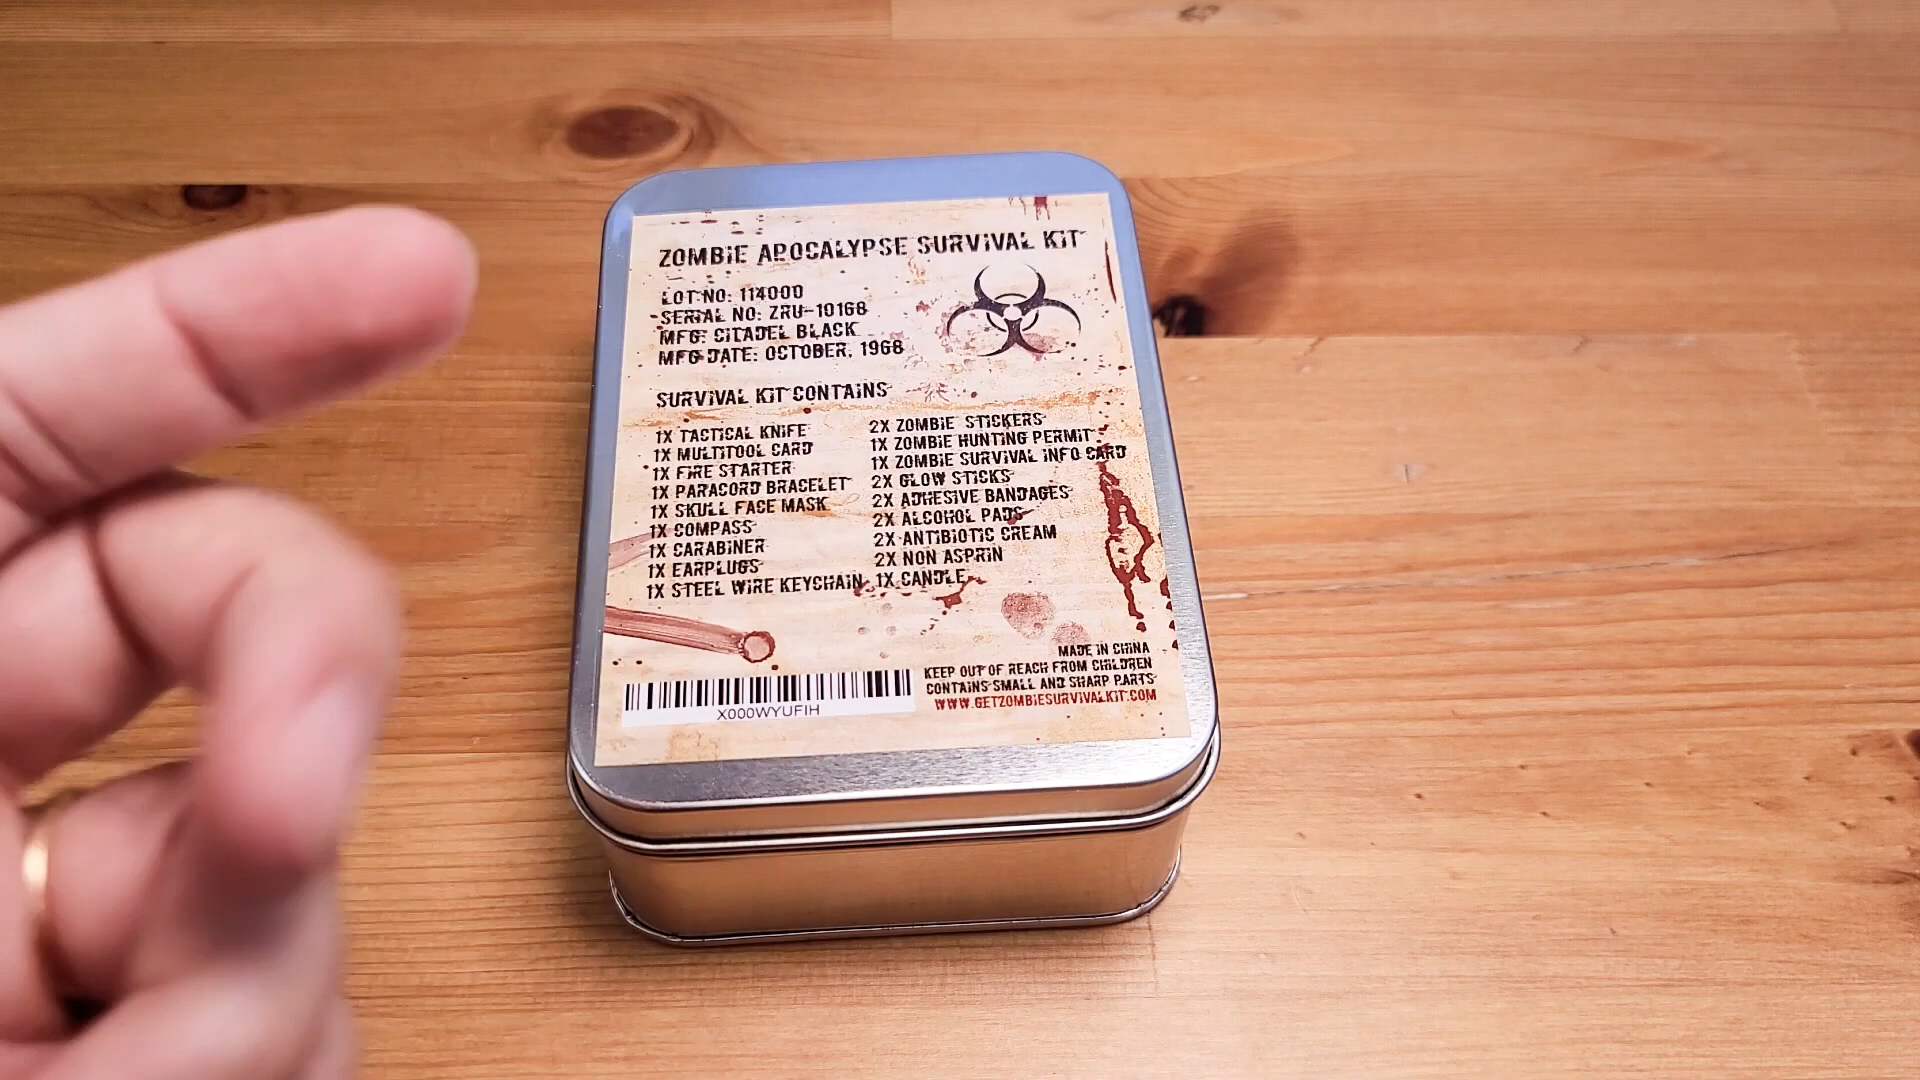 ZOMBIE APOCALYPSE SURVIVAL KIT
LOT NO: 114000
SERIAL NO: ZRU-10168
MFG: CITADEL BLACK
MFG DATE: OCTOBER, 1968
SURVIVAL KIT CONTAINS
1X TACTICAL KNIFE
1X MULTITOOL CARD
1X FIRE STARTER
1X PARACORD BRACELET
1X SKULL FACE MASK
1X COMPASS
1X CARABINER
1X EARPLUGS
1X STEEL WIRE KEYCHAIN
2X ZOMBIE STICKERS
1X ZOMBIE HUNTING PERMIT
1X ZOMBIE SURVIVAL INFO CARD
2X GLOW STICKS
2X ADHESIVE BANDAGES
2X ALCOHOL PADS
2X ANTIBIOTIC CREAM
2X NON ASPRIN
1X CANDLE
MADE IN CHINA
KEEP OUT OF REACH FROM CHILDREN
CONTAINS SMALL AND SHARP PARTS
WWW.GETZOMBIESURVIVALKIT.COM
X000WYUFIH